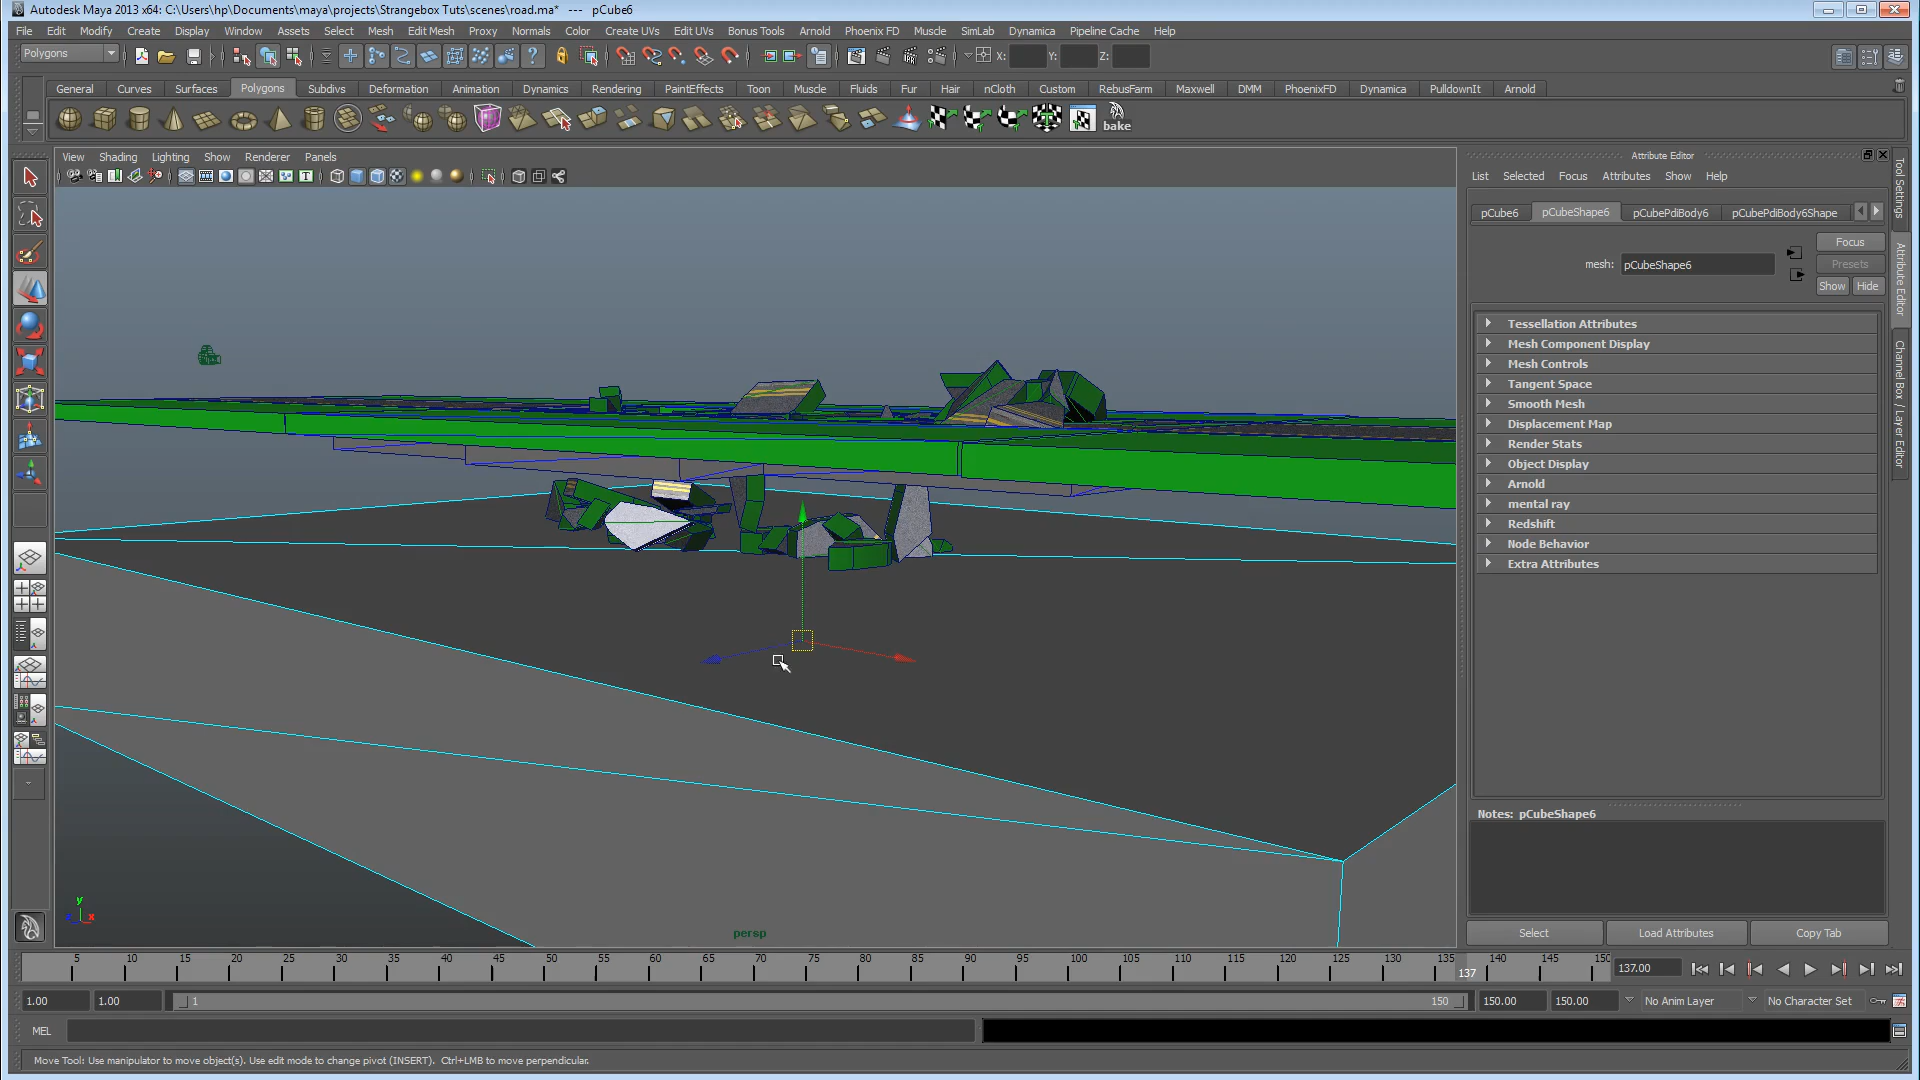 Autodesk Maya 2013 x64: C:\Users\hp\Documents\maya\projects\Strangebox Tuts\scenes\road.ma*   ---   pCube6
File Edit Modify Create Display Window Assets Select Mesh Edit Mesh Proxy Normals Color Create UVs Edit UVs Bonus Tools Arnold Phoenix FD Muscle SimLab Dynamica Pipeline Cache Help
Polygons X: Y: Z:
General Curves Surfaces Polygons Subdivs Deformation Animation Dynamics Rendering PaintEffects Toon Muscle Fluids Fur Hair nCloth Custom RebusFarm Maxwell DMM PhoenixFD Dynamica PulldownIt Arnold
bake
View Shading Lighting Show Renderer Panels
Attribute Editor
List Selected Focus Attributes Show Help
pCube6 pCubeShape6 pCubePdiBody6 pCubePdiBody6Shape
Focus
mesh: pCubeShape6
Presets
Show Hide
Tessellation Attributes
Mesh Component Display
Mesh Controls
Tangent Space
Smooth Mesh
Displacement Map
Render Stats
Object Display
Arnold
mental ray
Redshift
Node Behavior
Extra Attributes
Notes: pCubeShape6
Select Load Attributes Copy Tab
Tool Settings
Attribute Editor
Channel Box / Layer Editor
y
x
persp
5 10 15 20 25 30 35 40 45 50 55 60 65 70 75 80 85 90 95 100 105 110 115 120 125 130 135 137 140 145 150
137.00
1.00 1.00 1 150 150.00 150.00 No Anim Layer No Character Set
MEL
Move Tool: Use manipulator to move object(s). Use edit mode to change pivot (INSERT). Ctrl+LMB to move perpendicular.